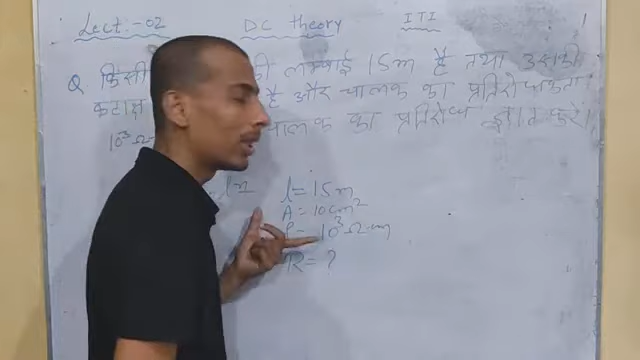 Lect:-02 DC theory ITI 1
Q किसी की लम्बाई 15m है तथा उसकी
है और चालक का प्रतिरोधकता
10³ Ω चालक का प्रतिरोध ज्ञात करे।
l = 15m
A = 10cm²
ρ = 10³ Ω-cm
R = ?